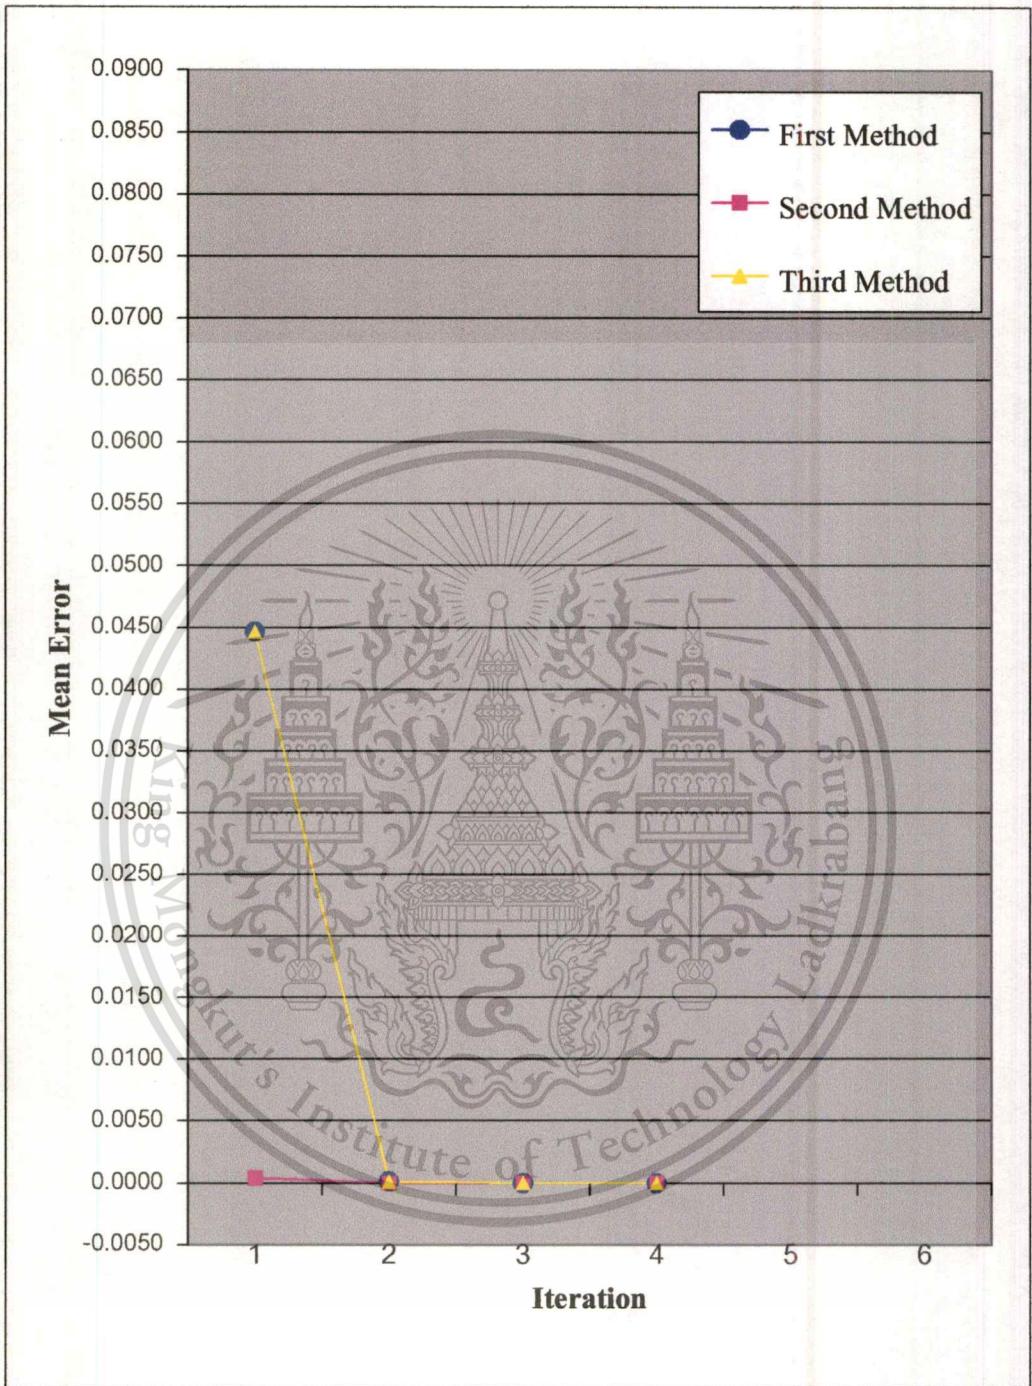 0.0900
0.0850
0.0800
0.0750
0.0700
0.0650
0.0600
0.0550
0.0500
0.0450
0.0400
0.0350
0.0300
0.0250
0.0200
0.0150
0.0100
0.0050
0.0000
-0.0050
Mean Error
First Method
Second Method
Third Method
King Mongkut's Institute of Technology Ladkrabang
1 2 3 4 5 6
Iteration